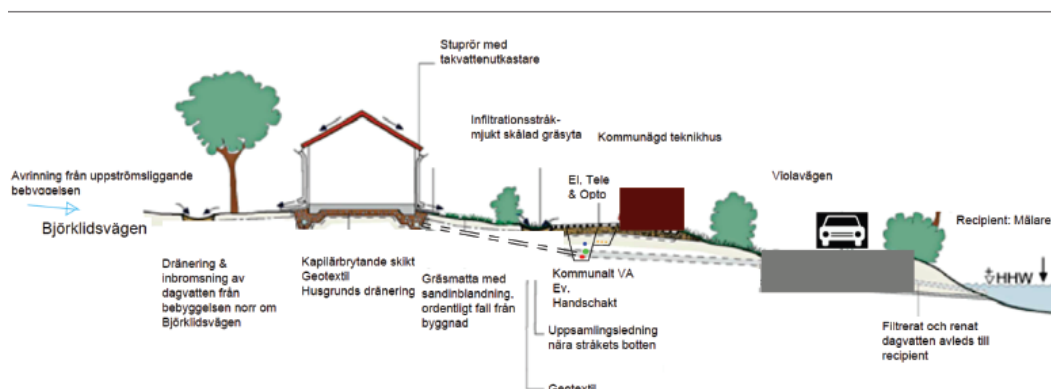 Stuprör med
takvattenutkastare
Infiltrationsstråk-
mjukt skålad gräsyta
Kommunägd teknikhus
Avrinning från uppströmsliggande
bebyggelsen
Björklidsvägen
El, Tele
& Opto
Violavägen
Recipient: Mälare
HHW
Dränering &
inbromsning av
dagvatten från
bebyggelsen norr om
Björklidsvägen
Kapilärbrytande skikt
Geotextil
Husgrunds dränering
Gräsmatta med
sandinblandning,
ordentligt fall från
byggnad
Kommunalt VA
Ev.
Handschakt
Uppsamlingsledning
nära stråkets botten
Filtrerat och renat
dagvatten avleds till
recipient
Geotextil